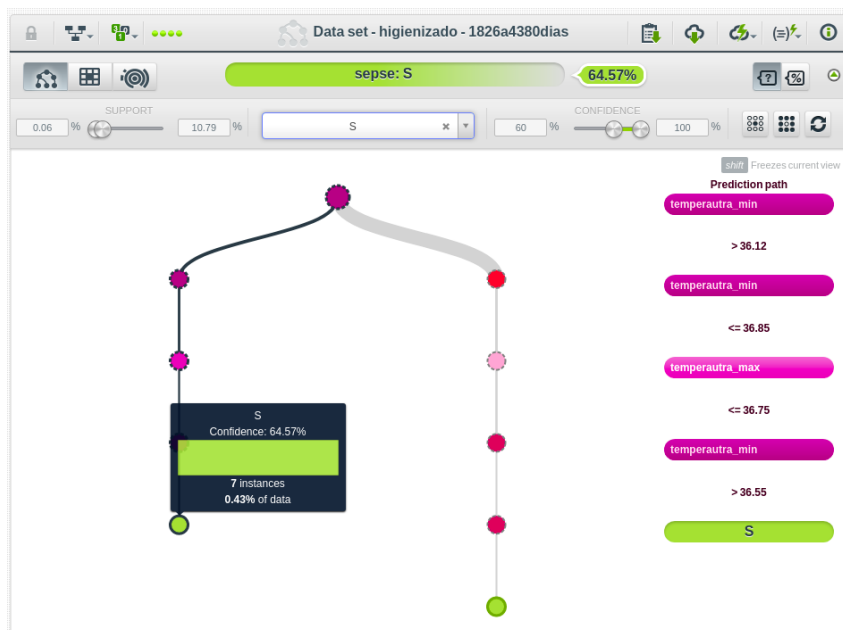 Data set - higienizado - 1826a4380dias
sepse: S
64.57%
SUPPORT
0.06 %
10.79 %
S
CONFIDENCE
60 %
100 %
shift Freezes current view
Prediction path
temperautra_min
> 36.12
temperautra_min
<= 36.85
temperautra_max
<= 36.75
temperautra_min
> 36.55
S
S
Confidence: 64.57%
7 instances
0.43% of data